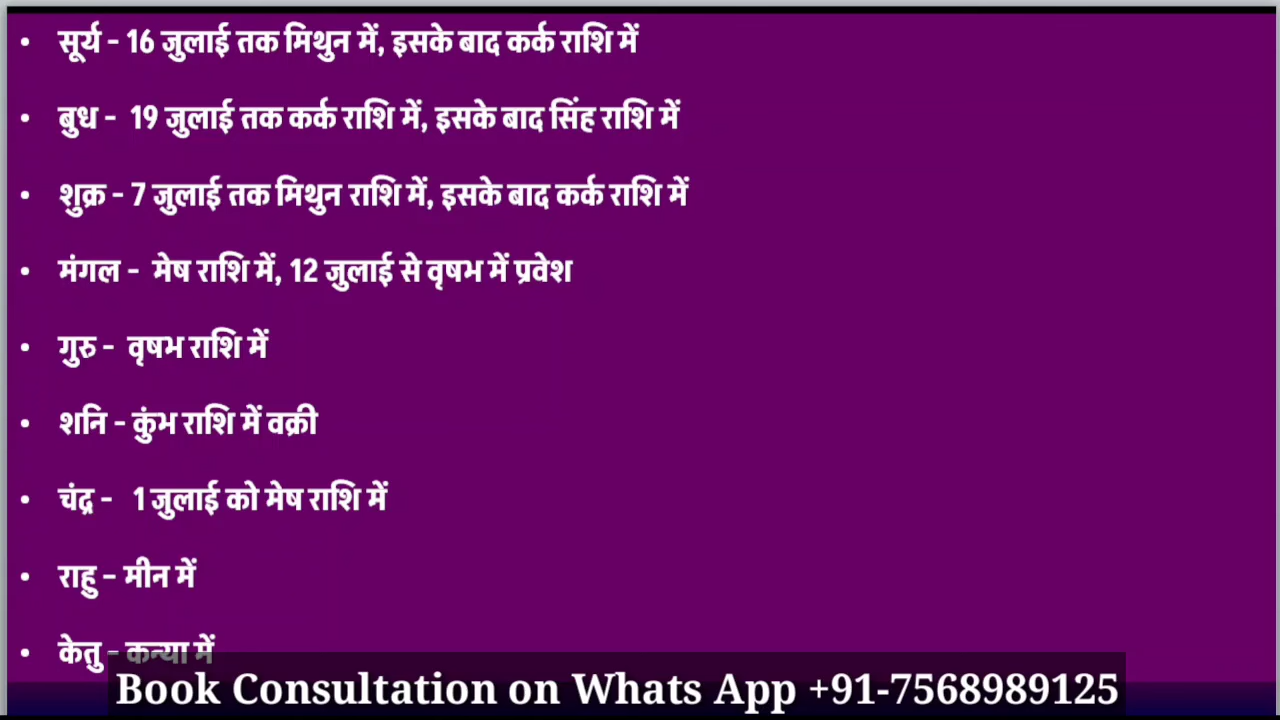 • सूर्य - 16 जुलाई तक मिथुन में, इसके बाद कर्क राशि में
• बुध - 19 जुलाई तक कर्क राशि में, इसके बाद सिंह राशि में
• शुक्र - 7 जुलाई तक मिथुन राशि में, इसके बाद कर्क राशि में
• मंगल - मेष राशि में, 12 जुलाई से वृषभ में प्रवेश
• गुरु - वृषभ राशि में
• शनि - कुंभ राशि में वक्री
• चंद्र - 1 जुलाई को मेष राशि में
• राहु - मीन में
• केतु - कन्या में
Book Consultation on Whats App +91-7568989125